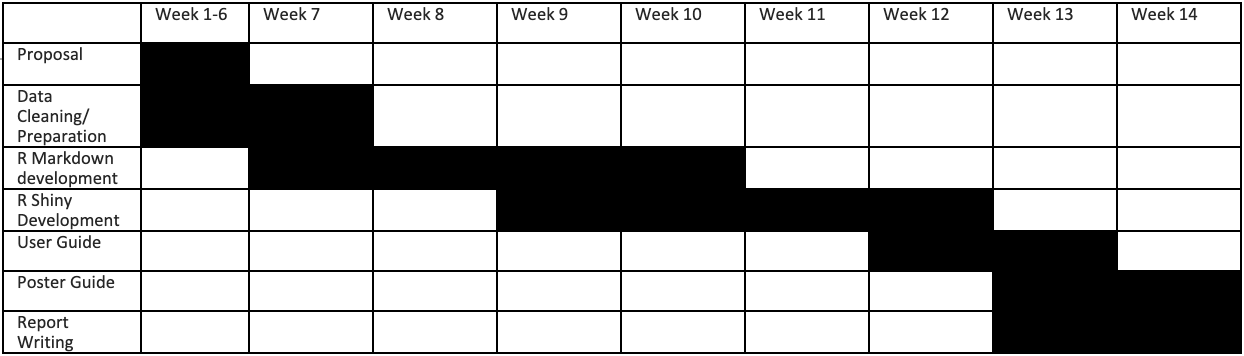 Week 1-6 Week 7 Week 8 Week 9 Week 10 Week 11 Week 12 Week 13 Week 14
Proposal
Data
Cleaning/
Preparation
R Markdown
development
R Shiny
Development
User Guide
Poster Guide
Report
Writing